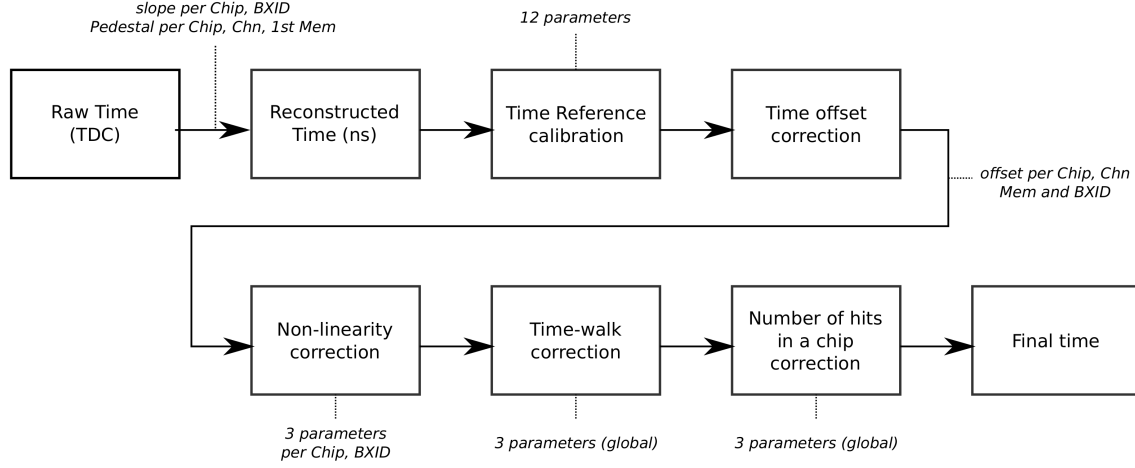 slope per Chip, BXID
Pedestal per Chip, Chn, 1st Mem
12 parameters
Raw Time
(TDC)
Reconstructed
Time (ns)
Time Reference
calibration
Time offset
correction
offset per Chip, Chn
Mem and BXID
Non-linearity
correction
Time-walk
correction
Number of hits
in a chip
correction
Final time
3 parameters
per Chip, BXID
3 parameters (global)
3 parameters (global)